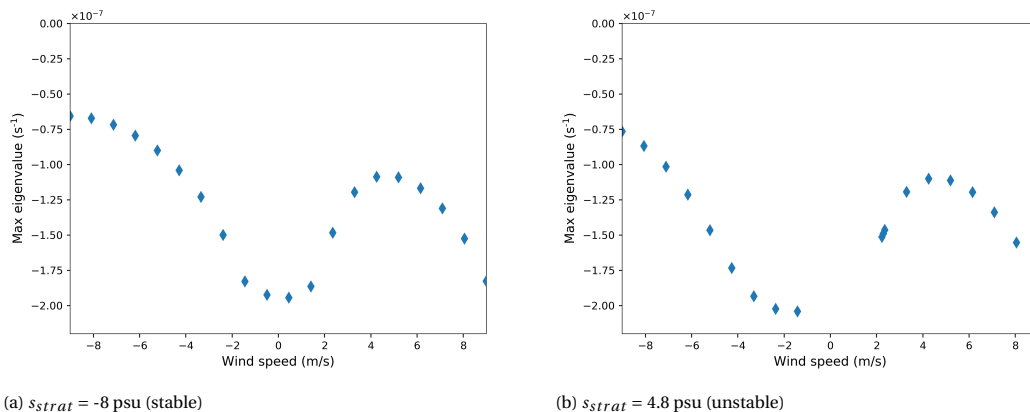 ×10⁻⁷
0.00
−0.25
−0.50
−0.75
−1.00
−1.25
−1.50
−1.75
−2.00
Max eigenvalue (s⁻¹)
−8 −6 −4 −2 0 2 4 6 8
Wind speed (m/s)
(a) s_strat = -8 psu (stable)
×10⁻⁷
0.00
−0.25
−0.50
−0.75
−1.00
−1.25
−1.50
−1.75
−2.00
Max eigenvalue (s⁻¹)
−8 −6 −4 −2 0 2 4 6 8
Wind speed (m/s)
(b) s_strat = 4.8 psu (unstable)